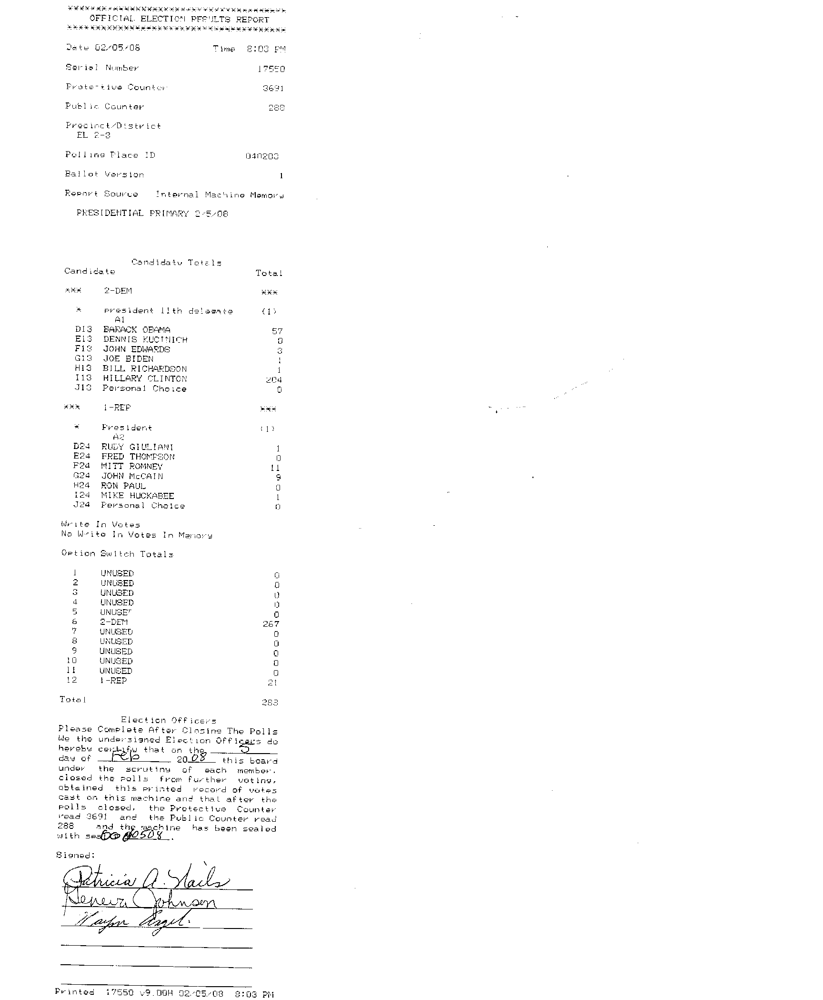 ****************************************
OFFICIAL ELECTION RESULTS REPORT
****************************************
Date 02/05/08 Time 8:03 PM
Serial Number 17550
Protective Counter 3691
Public Counter 288
Precinct/District
EL 2-3
Polling Place ID 040203
Ballot Version 1
Report Source Internal Machine Memory
PRESIDENTIAL PRIMARY 2/5/08
Candidate Totals
Candidate Total
*** 2-DEM ***
* president 11th delegate (1)
A1
D13 BARACK OBAMA 57
E13 DENNIS KUCINICH 0
F13 JOHN EDWARDS 3
G13 JOE BIDEN 1
H13 BILL RICHARDSON 1
I13 HILLARY CLINTON 204
J13 Personal Choice 0
*** 1-REP ***
* President (1)
A2
D24 RUDY GIULIANI 1
E24 FRED THOMPSON 0
F24 MITT ROMNEY 11
G24 JOHN McCAIN 9
H24 RON PAUL 0
I24 MIKE HUCKABEE 1
J24 Personal Choice 0
Write In Votes
No Write In Votes In Memory
Option Switch Totals
1 UNUSED 0
2 UNUSED 0
3 UNUSED 0
4 UNUSED 0
5 UNUSED 0
6 2-DEM 267
7 UNUSED 0
8 UNUSED 0
9 UNUSED 0
10 UNUSED 0
11 UNUSED 0
12 1-REP 21
Total 288
Election Officers
Please Complete After Closing The Polls
We the undersigned Election Officers do
hereby certify that on the 5
day of Feb 2008 this board
under the scrutiny of each member,
closed the polls from further voting,
obtained this printed record of votes
cast on this machine and that after the
polls closed, the Protective Counter
read 3691 and the Public Counter read
288 and the machine has been sealed
with seal
Signed:
Patricia A. Nails
Geneva Johnson
Printed 17550 v9.00H 02/05/08 8:03 PM